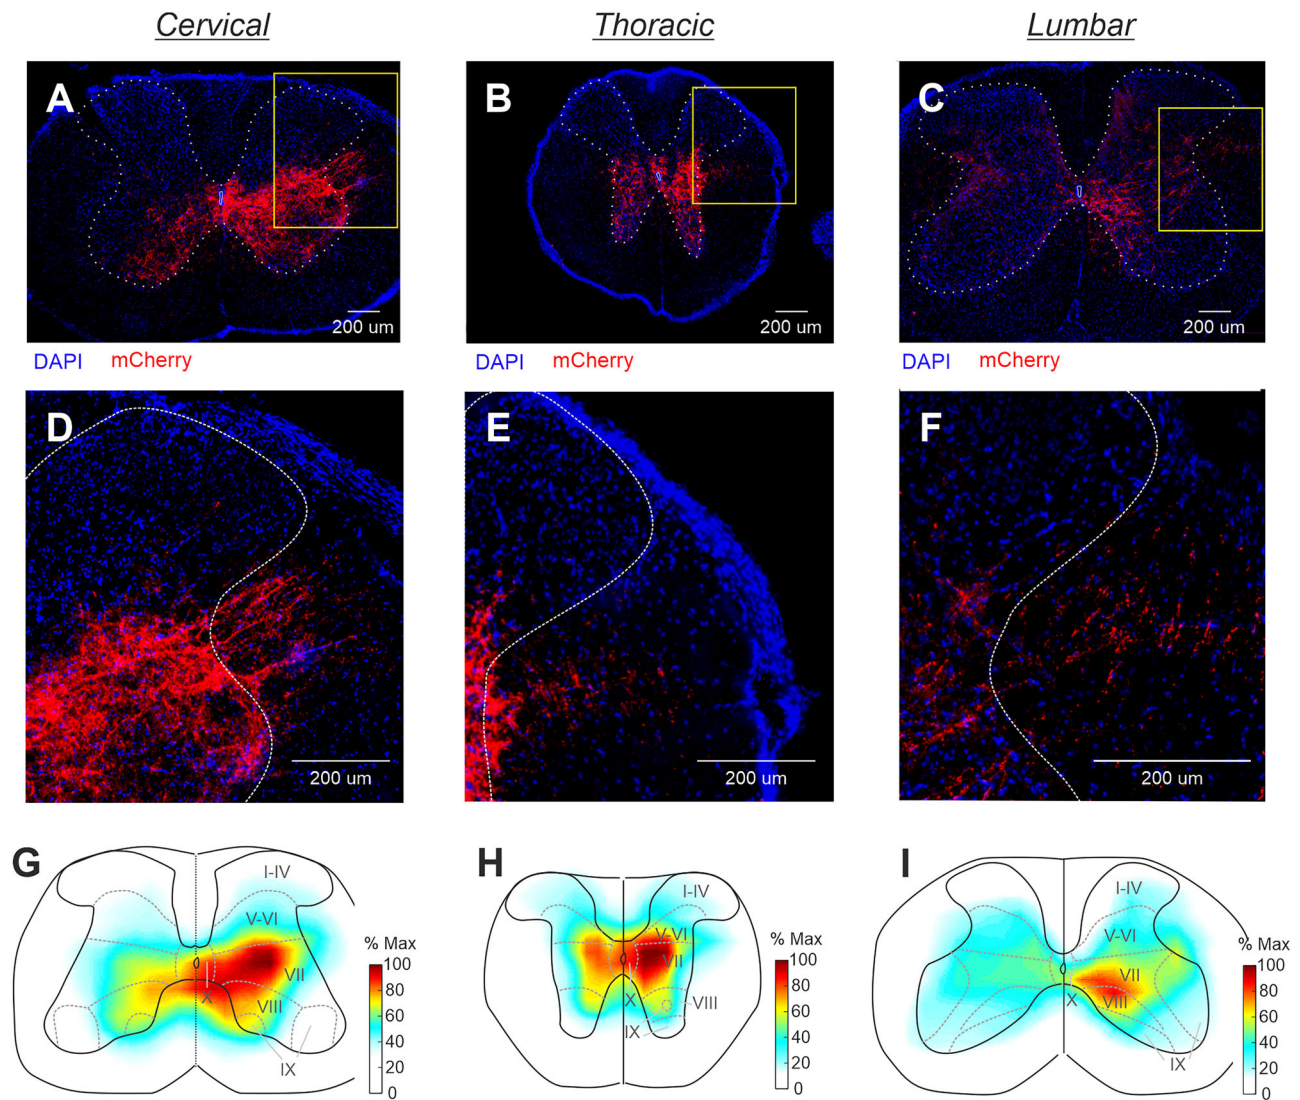 Cervical Thoracic Lumbar
A B C
200 um 200 um 200 um
DAPI mCherry DAPI mCherry DAPI mCherry
D E F
200 um 200 um 200 um
G H I
I-IV I-IV I-IV
V-VI V-VI V-VI
VII VII VII
VIII VIII VIII
X X X
IX IX IX
% Max % Max % Max
100 100 100
80 80 80
60 60 60
40 40 40
20 20 20
0 0 0